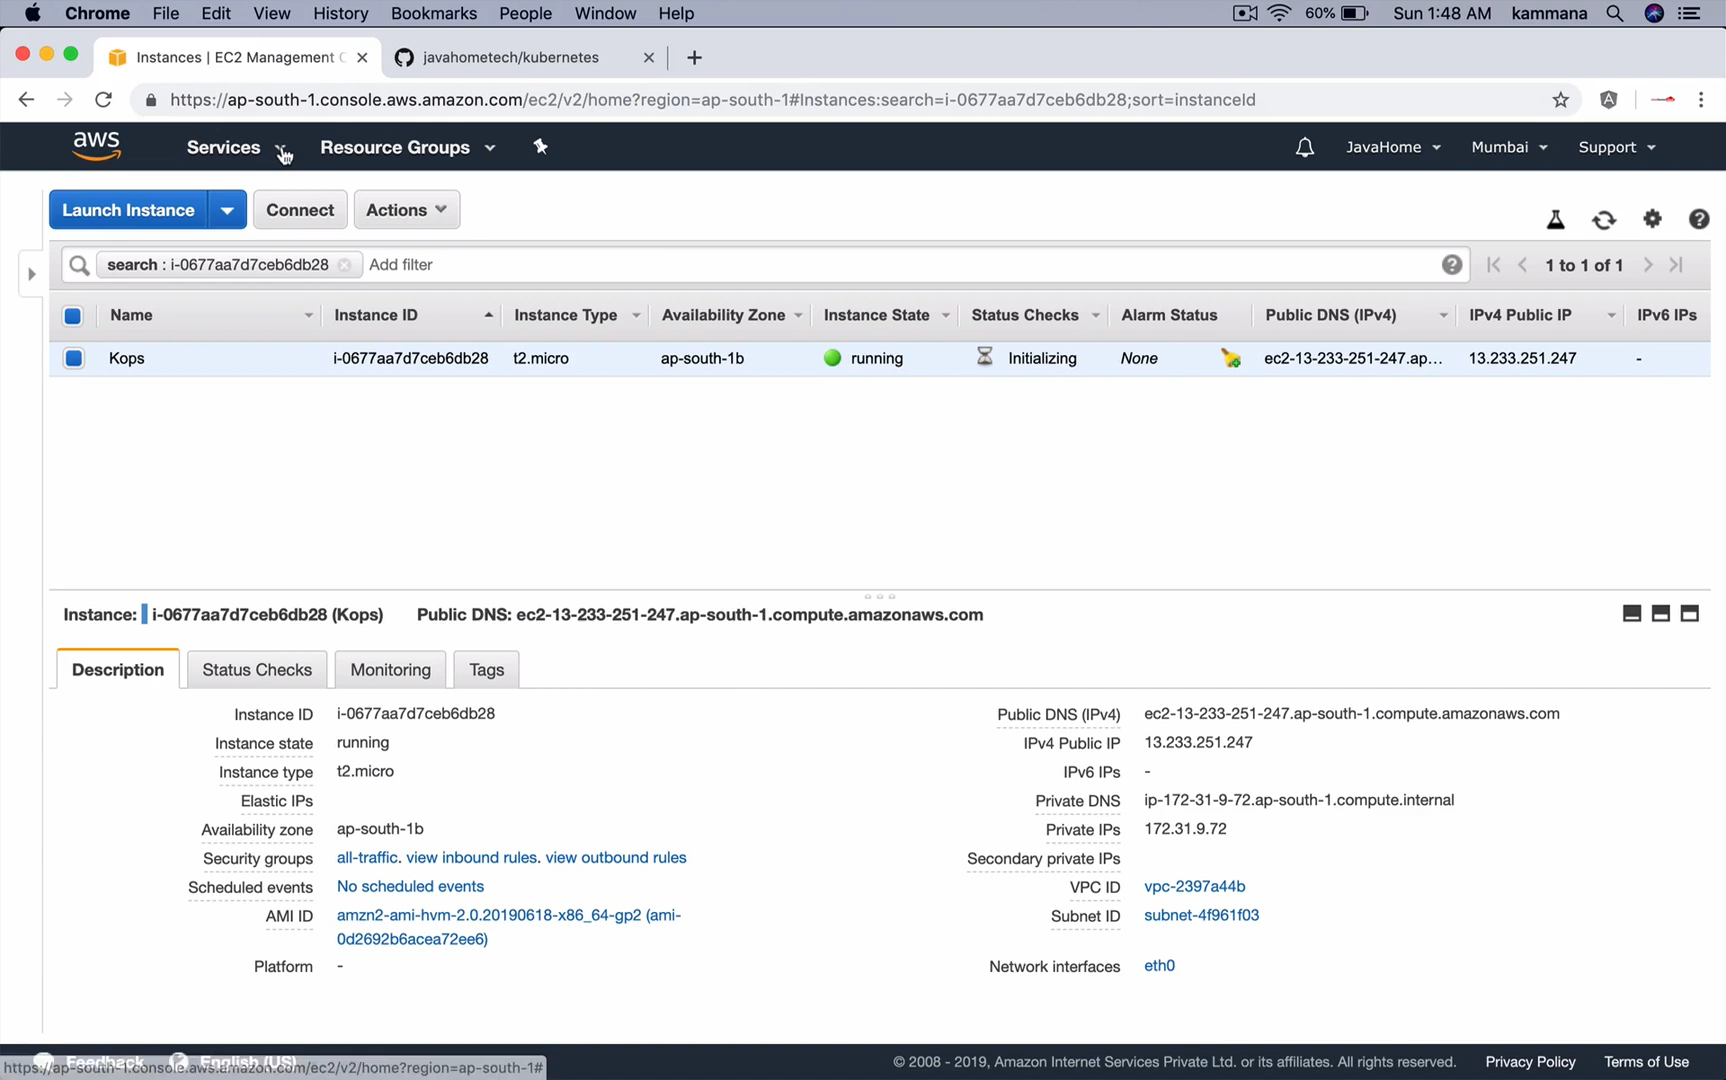 Chrome File Edit View History Bookmarks People Window Help 60% Sun 1:48 AM kammana
Instances | EC2 Management C javahometech/kubernetes
https://ap-south-1.console.aws.amazon.com/ec2/v2/home?region=ap-south-1#Instances:search=i-0677aa7d7ceb6db28;sort=instanceId
aws Services Resource Groups JavaHome Mumbai Support
Launch Instance Connect Actions
search : i-0677aa7d7ceb6db28 Add filter 1 to 1 of 1
Name Instance ID Instance Type Availability Zone Instance State Status Checks Alarm Status Public DNS (IPv4) IPv4 Public IP IPv6 IPs
Kops i-0677aa7d7ceb6db28 t2.micro ap-south-1b running Initializing None ec2-13-233-251-247.ap... 13.233.251.247 -
Instance: i-0677aa7d7ceb6db28 (Kops) Public DNS: ec2-13-233-251-247.ap-south-1.compute.amazonaws.com
Description Status Checks Monitoring Tags
Instance ID i-0677aa7d7ceb6db28 Public DNS (IPv4) ec2-13-233-251-247.ap-south-1.compute.amazonaws.com
Instance state running IPv4 Public IP 13.233.251.247
Instance type t2.micro IPv6 IPs -
Elastic IPs Private DNS ip-172-31-9-72.ap-south-1.compute.internal
Availability zone ap-south-1b Private IPs 172.31.9.72
Security groups all-traffic. view inbound rules. view outbound rules Secondary private IPs
Scheduled events No scheduled events VPC ID vpc-2397a44b
AMI ID amzn2-ami-hvm-2.0.20190618-x86_64-gp2 (ami-0d2692b6acea72ee6) Subnet ID subnet-4f961f03
Platform - Network interfaces eth0
Feedback English (US) © 2008 - 2019, Amazon Internet Services Private Ltd. or its affiliates. All rights reserved. Privacy Policy Terms of Use
https://ap-south-1.console.aws.amazon.com/ec2/v2/home?region=ap-south-1#